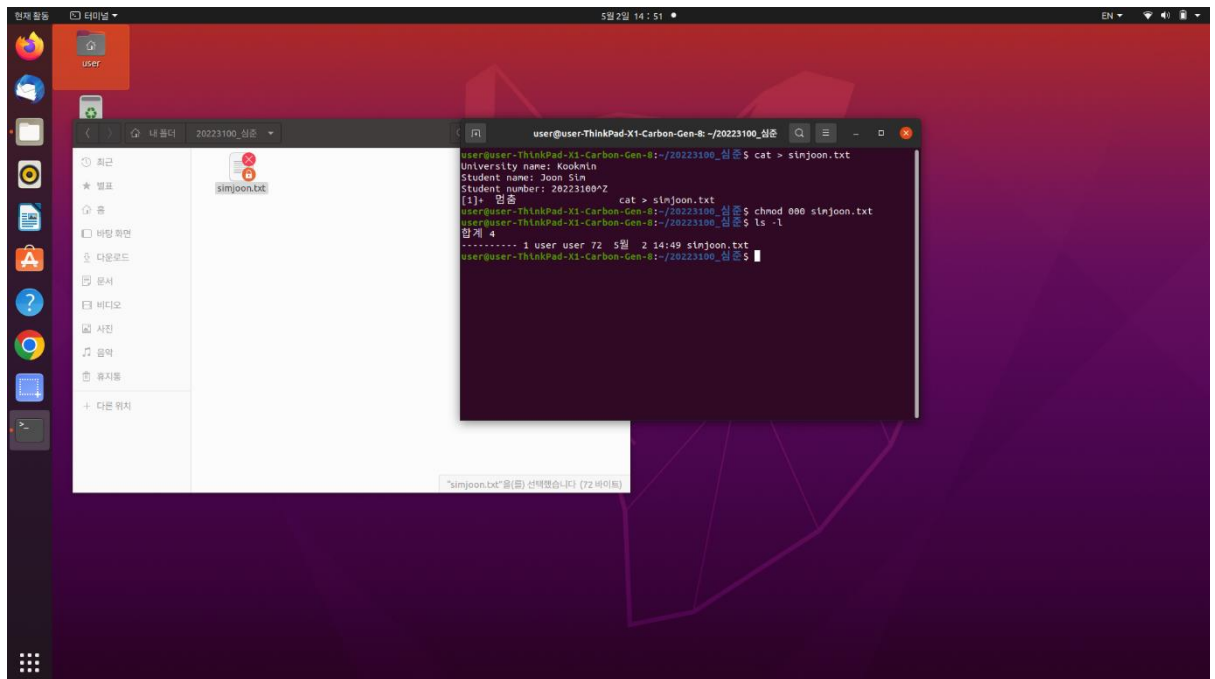 현재 활동
터미널
5월 2일 14 : 51
EN
user
내 폴더
20223100_심준
최근
별표
홈
바탕 화면
다운로드
문서
비디오
사진
음악
휴지통
+ 다른 위치
simjoon.txt
"simjoon.txt"을(를) 선택했습니다 (72 바이트)
user@user-ThinkPad-X1-Carbon-Gen-8: ~/20223100_심준
user@user-ThinkPad-X1-Carbon-Gen-8:~/20223100_심준$ cat > simjoon.txt
University name: Kookmin
Student name: Joon Sim
Student number: 20223100^Z
[1]+  멈춤                  cat > simjoon.txt
user@user-ThinkPad-X1-Carbon-Gen-8:~/20223100_심준$ chmod 000 simjoon.txt
user@user-ThinkPad-X1-Carbon-Gen-8:~/20223100_심준$ ls -l
합계 4
---------- 1 user user 72  5월  2 14:49 simjoon.txt
user@user-ThinkPad-X1-Carbon-Gen-8:~/20223100_심준$